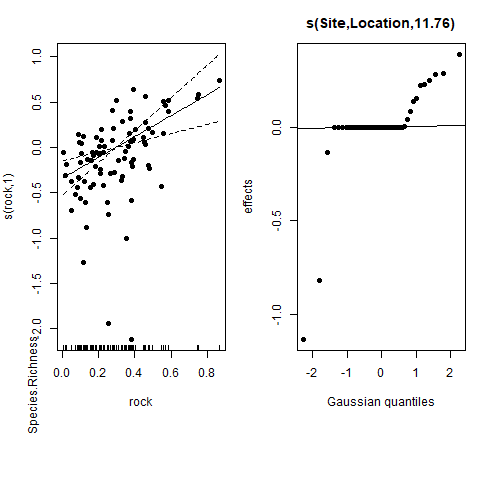 s(Site,Location,11.76)
s(rock,1)
Species.Richness
1.0
0.5
0.0
-0.5
-1.0
-1.5
-2.0
0.0 0.2 0.4 0.6 0.8
rock
effects
0.0
-0.5
-1.0
-2 -1 0 1 2
Gaussian quantiles